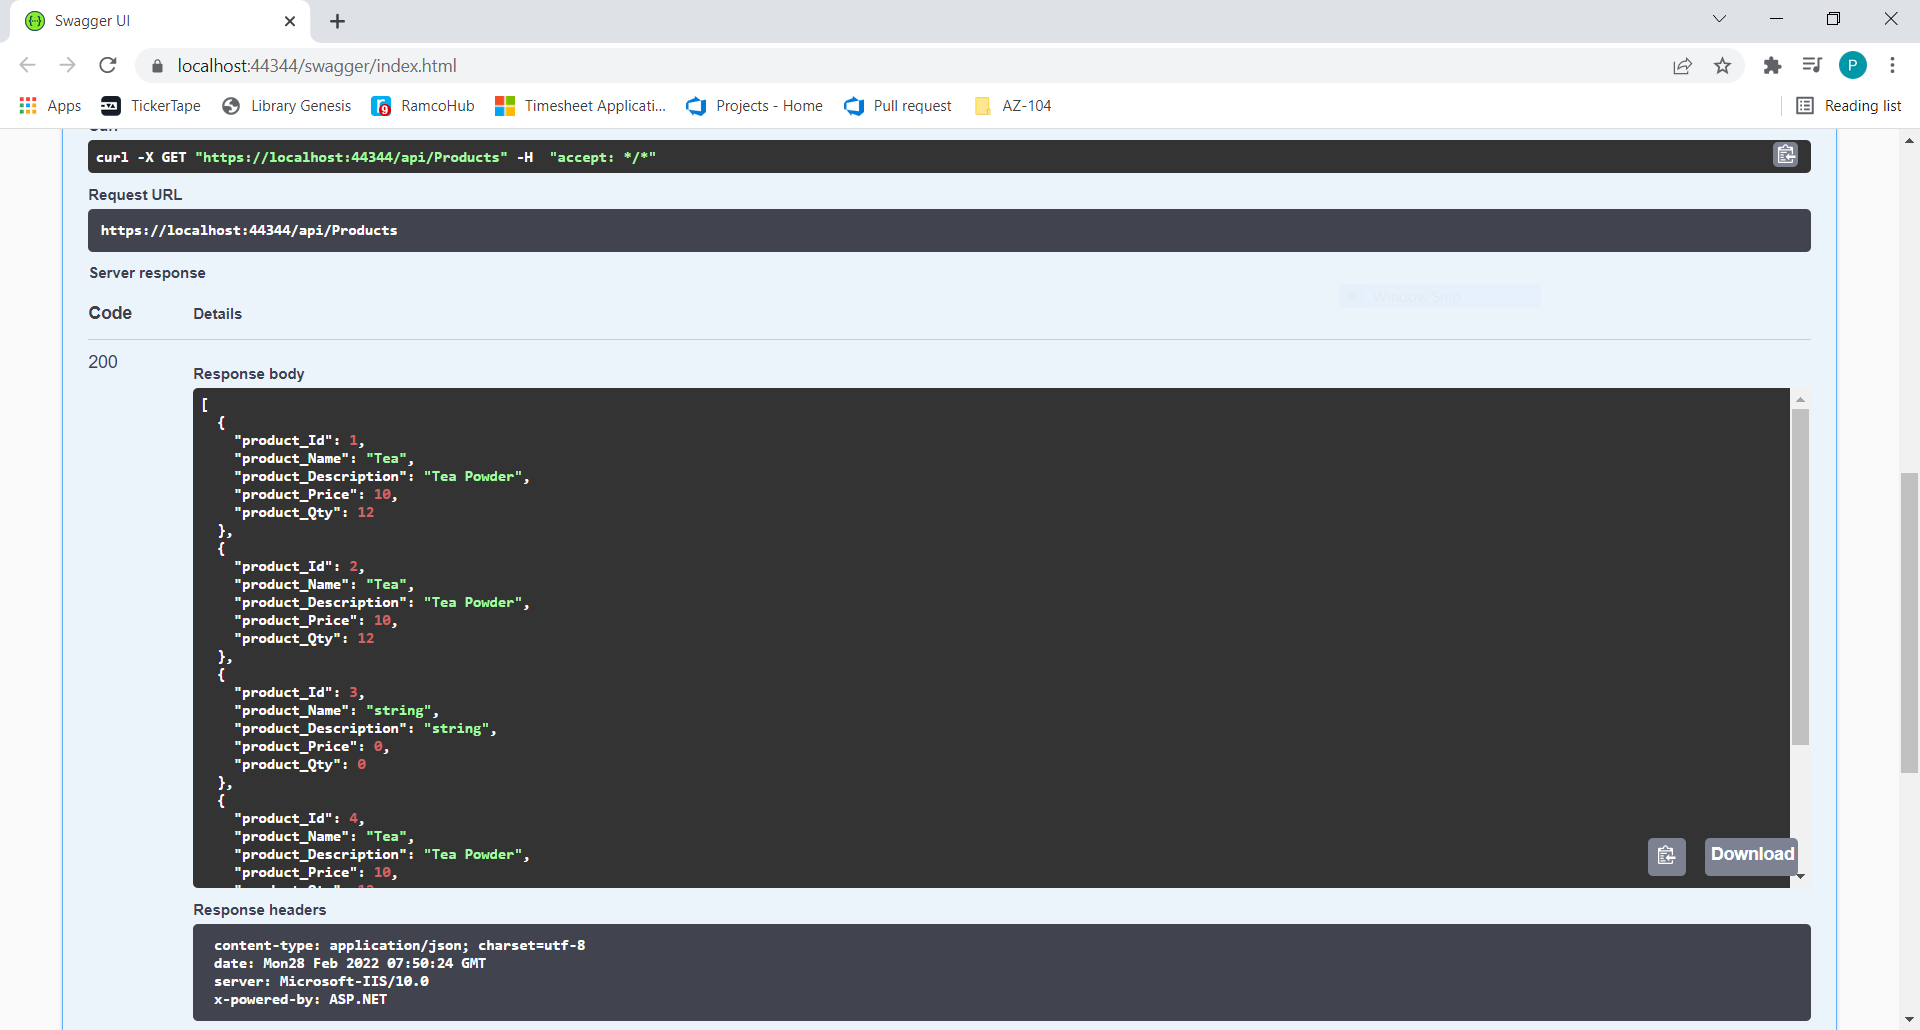 Swagger UI
localhost:44344/swagger/index.html
P
Apps
TickerTape
Library Genesis
RamcoHub
Timesheet Applicati...
Projects - Home
Pull request
AZ-104
Reading list
curl -X GET "https://localhost:44344/api/Products" -H  "accept: */*"
Request URL
https://localhost:44344/api/Products
Server response
Window Snip
Code
Details
200
Response body
[
  {
    "product_Id": 1,
    "product_Name": "Tea",
    "product_Description": "Tea Powder",
    "product_Price": 10,
    "product_Qty": 12
  },
  {
    "product_Id": 2,
    "product_Name": "Tea",
    "product_Description": "Tea Powder",
    "product_Price": 10,
    "product_Qty": 12
  },
  {
    "product_Id": 3,
    "product_Name": "string",
    "product_Description": "string",
    "product_Price": 0,
    "product_Qty": 0
  },
  {
    "product_Id": 4,
    "product_Name": "Tea",
    "product_Description": "Tea Powder",
    "product_Price": 10,
Download
Response headers
content-type: application/json; charset=utf-8
date: Mon28 Feb 2022 07:50:24 GMT
server: Microsoft-IIS/10.0
x-powered-by: ASP.NET